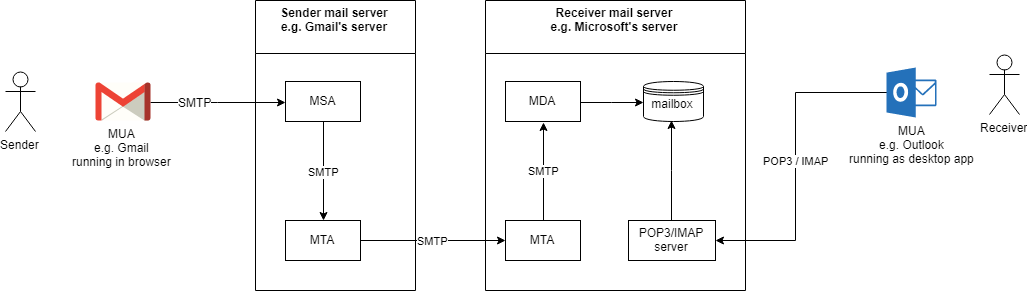 Sender mail server
e.g. Gmail's server
Receiver mail server
e.g. Microsoft's server
Sender
MUA
e.g. Gmail
running in browser
SMTP
MSA
SMTP
MTA
SMTP
MTA
SMTP
MDA
mailbox
POP3/IMAP
server
POP3 / IMAP
O
MUA
e.g. Outlook
running as desktop app
Receiver